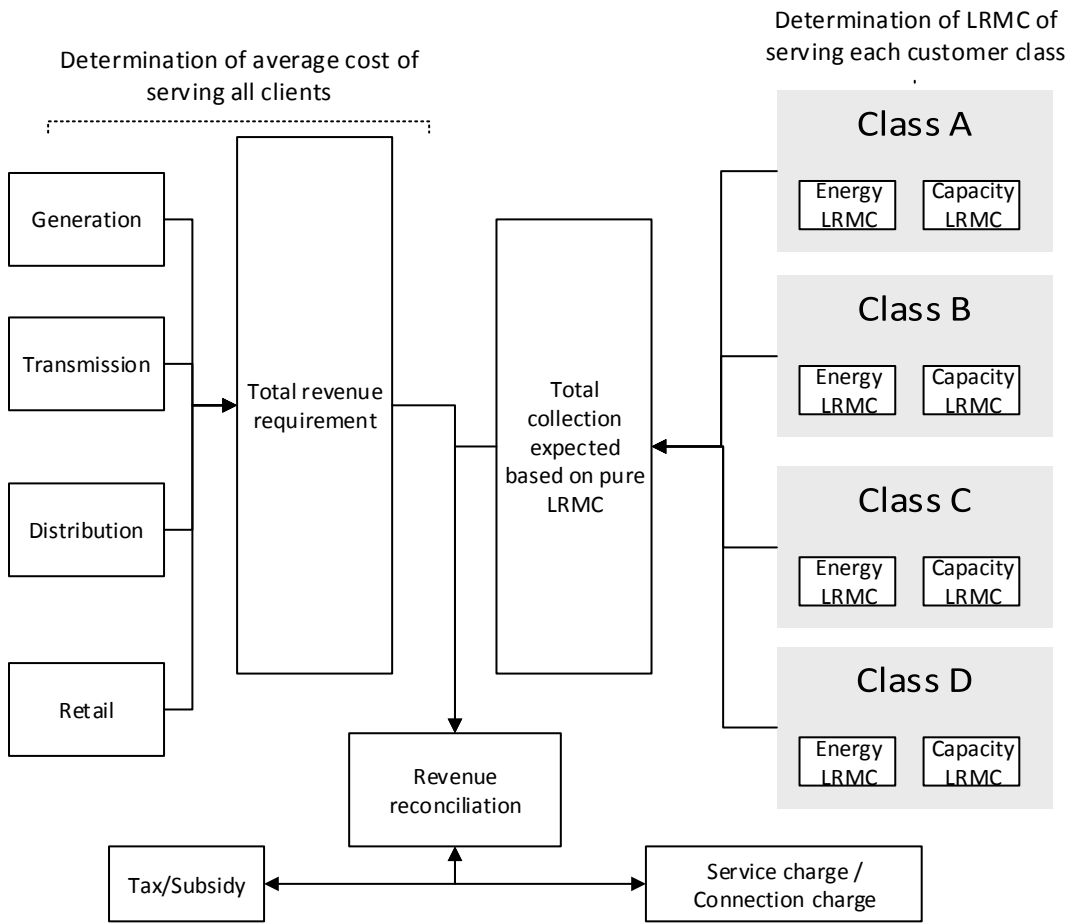 Determination of average cost of
serving all clients
Determination of LRMC of
serving each customer class
Generation
Transmission
Distribution
Retail
Total revenue
requirement
Total
collection
expected
based on pure
LRMC
Class A
Energy
LRMC
Capacity
LRMC
Class B
Energy
LRMC
Capacity
LRMC
Class C
Energy
LRMC
Capacity
LRMC
Class D
Energy
LRMC
Capacity
LRMC
Revenue
reconciliation
Tax/Subsidy
Service charge /
Connection charge